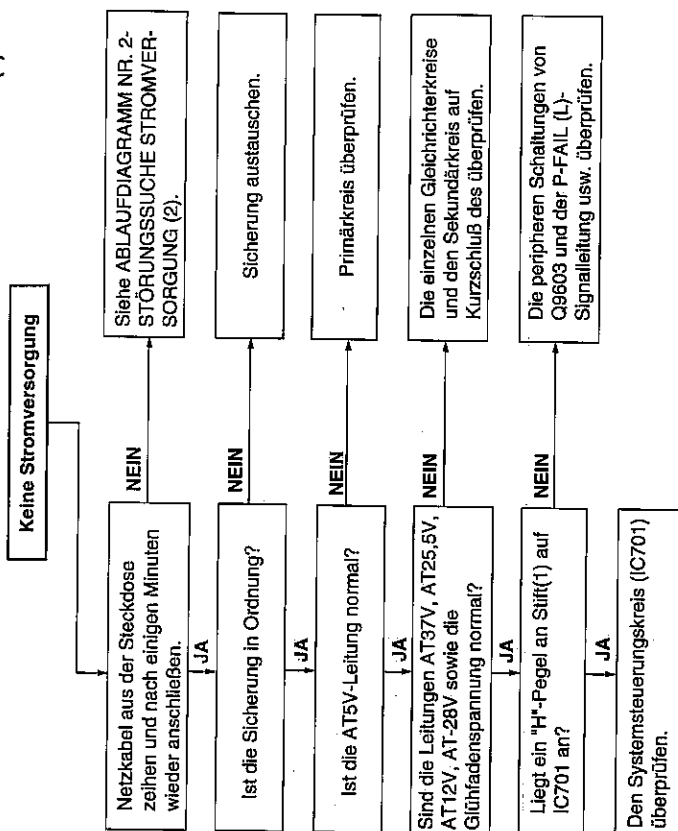 Keine Stromversorgung
Netzkabel aus der Steckdose
zeihen und nach einigen Minuten
wieder anschließen.
NEIN
Siehe ABLAUFDIAGRAMM NR. 2-
STÖRUNGSSUCHE STROMVER-
SORGUNG (2).
JA
Ist die Sicherung in Ordnung?
NEIN
Sicherung austauschen.
JA
Ist die AT5V-Leitung normal?
NEIN
Primärkreis überprüfen.
JA
Sind die Leitungen AT37V, AT25,5V,
AT12V, AT-28V sowie die
Glühfadenspannung normal?
NEIN
Die einzelnen Gleichrichterkreise
und den Sekundärkreis auf
Kurzschluß des überprüfen.
JA
Liegt ein "H"-Pegel an Stift(1) auf
IC701 an?
NEIN
Die peripheren Schaltungen von
Q9603 und der P-FAIL (L)-
Signalleitung usw. überprüfen.
JA
Den Systemsteuerungskreis (IC701)
überprüfen.